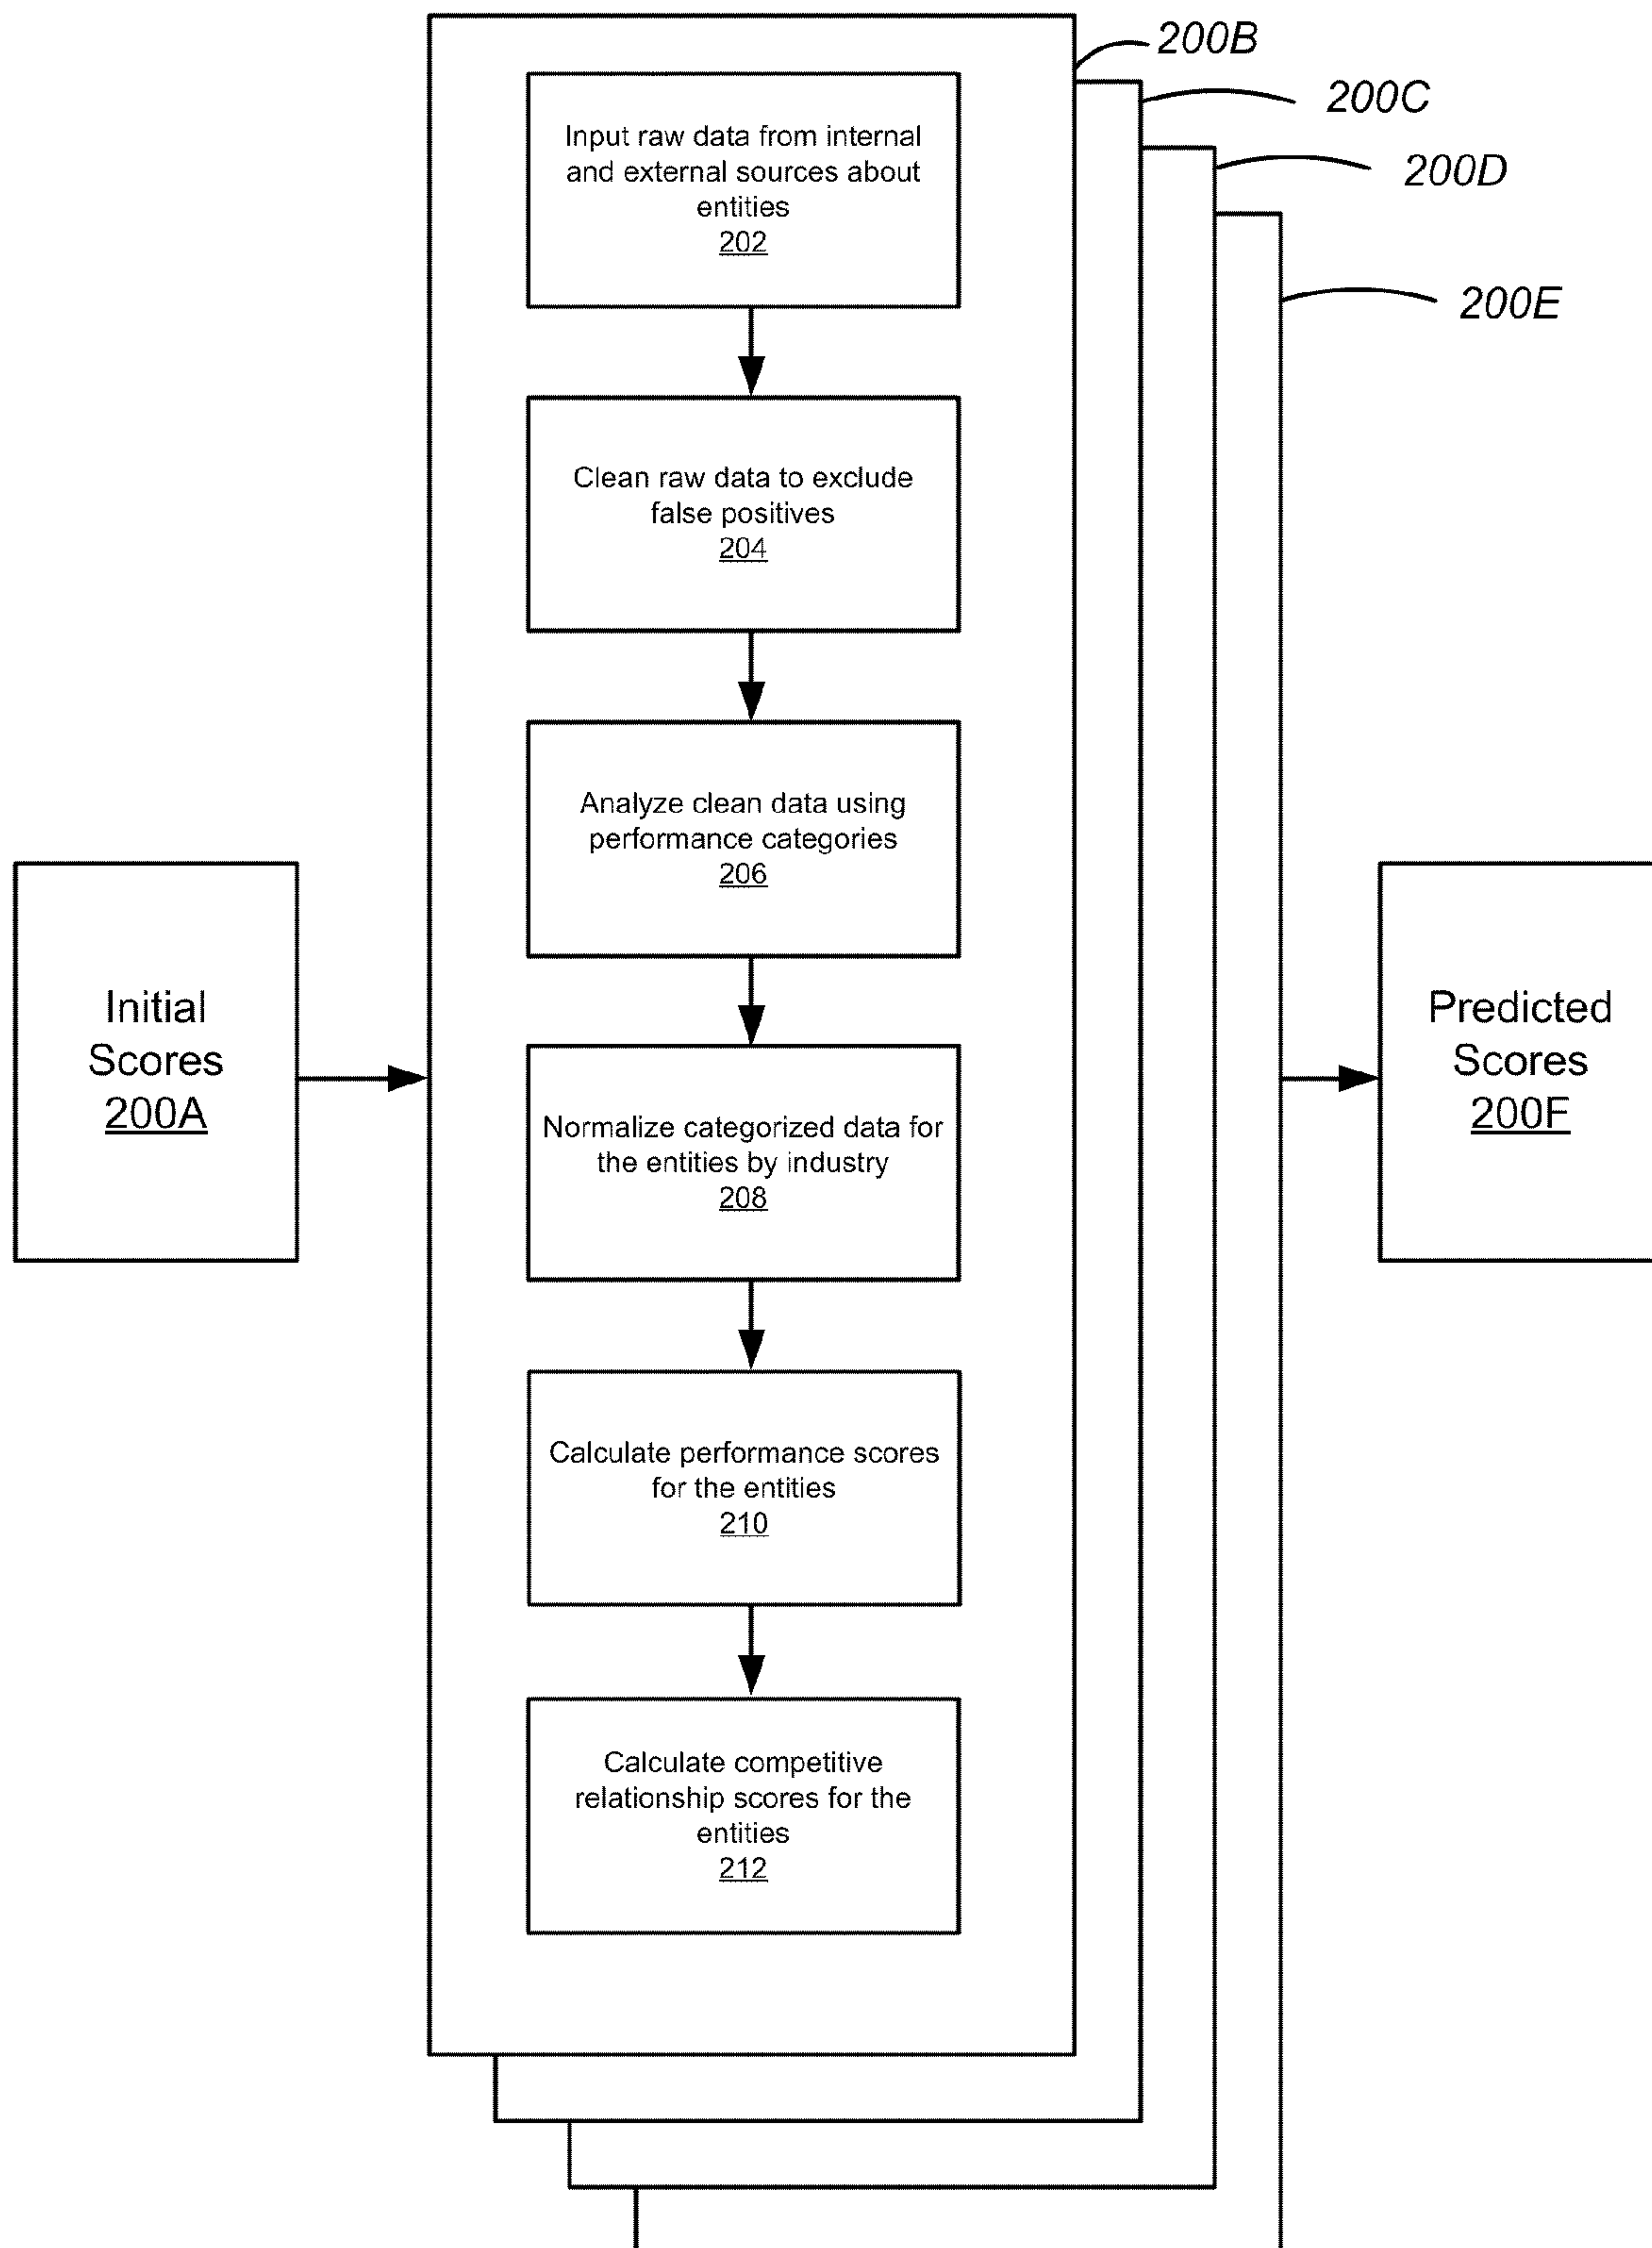 200B
200C
200D
200E
Input raw data from internal
and external sources about
entities
202
Clean raw data to exclude
false positives
204
Analyze clean data using
performance categories
206
Initial
Scores
200A
Normalize categorized data for
the entities by industry
208
Predicted
Scores
200F
Calculate performance scores
for the entities
210
Calculate competitive
relationship scores for the
entities
212